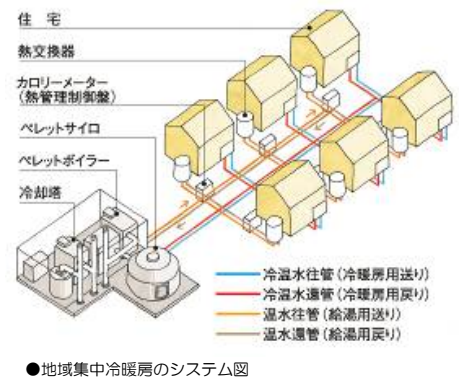 住　宅
熱交換器
カロリーメーター
（熱管理制御盤）
ペレットサイロ
ペレットボイラー
冷却塔
冷温水往管（冷暖房用送り）
冷温水還管（冷暖房用戻り）
温水往管（給湯用送り）
温水還管（給湯用戻り）
●地域集中冷暖房のシステム図